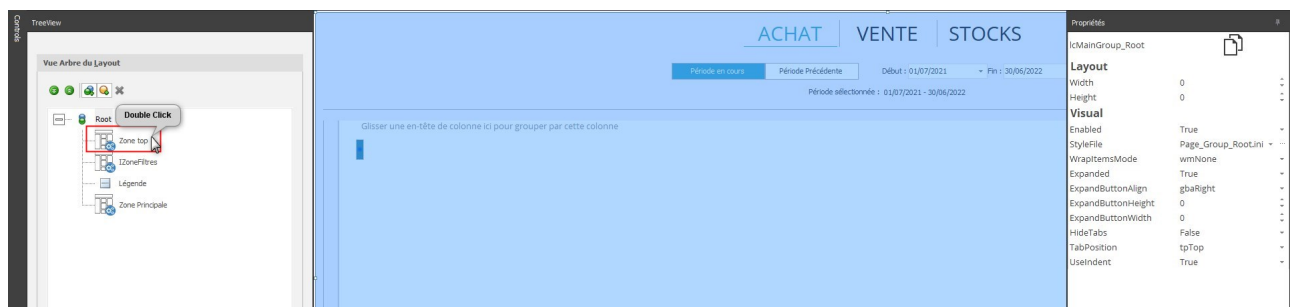 Controls
TreeView
Vue Arbre du Layout
Double Click
Root
Zone top
IZoneFiltres
Légende
Zone Principale
ACHAT
VENTE
STOCKS
Période en cours
Période Précédente
Début : 01/07/2021
Fin : 30/06/2022
Période sélectionnée : 01/07/2021 - 30/06/2022
Glisser une en-tête de colonne ici pour grouper par cette colonne
Propriétés
lcMainGroup_Root
Layout
Width 0
Height 0
Visual
Enabled True
StyleFile Page_Group_Root.ini
WrapItemsMode wmNone
Expanded True
ExpandButtonAlign gbaRight
ExpandButtonHeight 0
ExpandButtonWidth 0
HideTabs False
TabPosition tpTop
UseIndent True